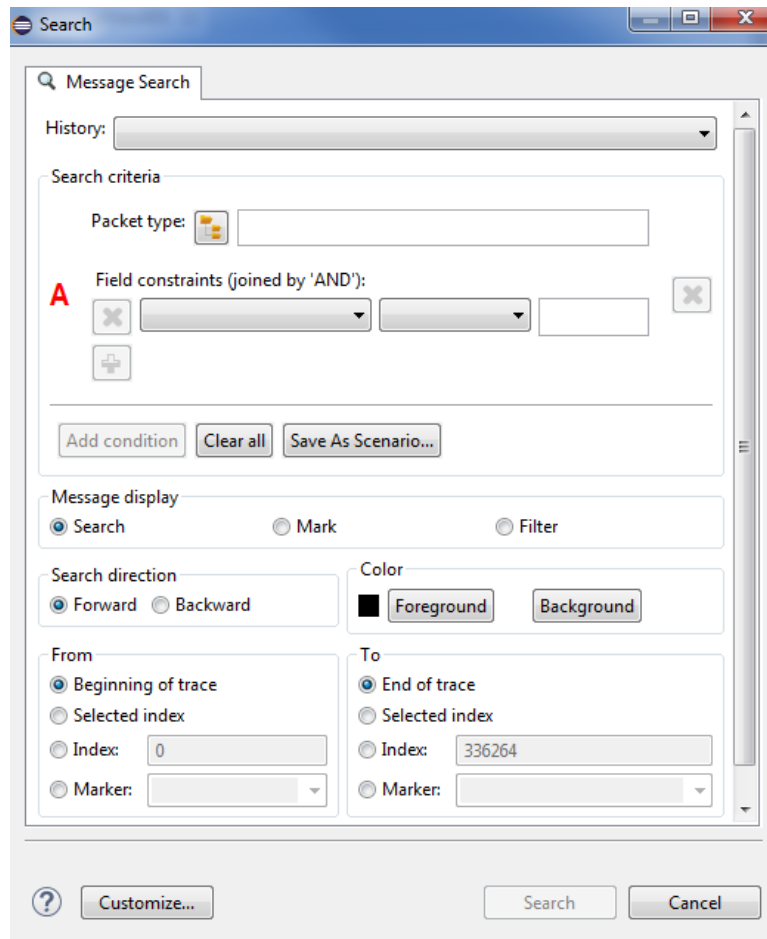 Search
Message Search
History:
Search criteria
Packet type:
Field constraints (joined by 'AND'):
A
Add condition Clear all Save As Scenario...
Message display
Search Mark Filter
Search direction
Forward Backward
Color
Foreground Background
From
Beginning of trace
Selected index
Index: 0
Marker:
To
End of trace
Selected index
Index: 336264
Marker:
? Customize... Search Cancel